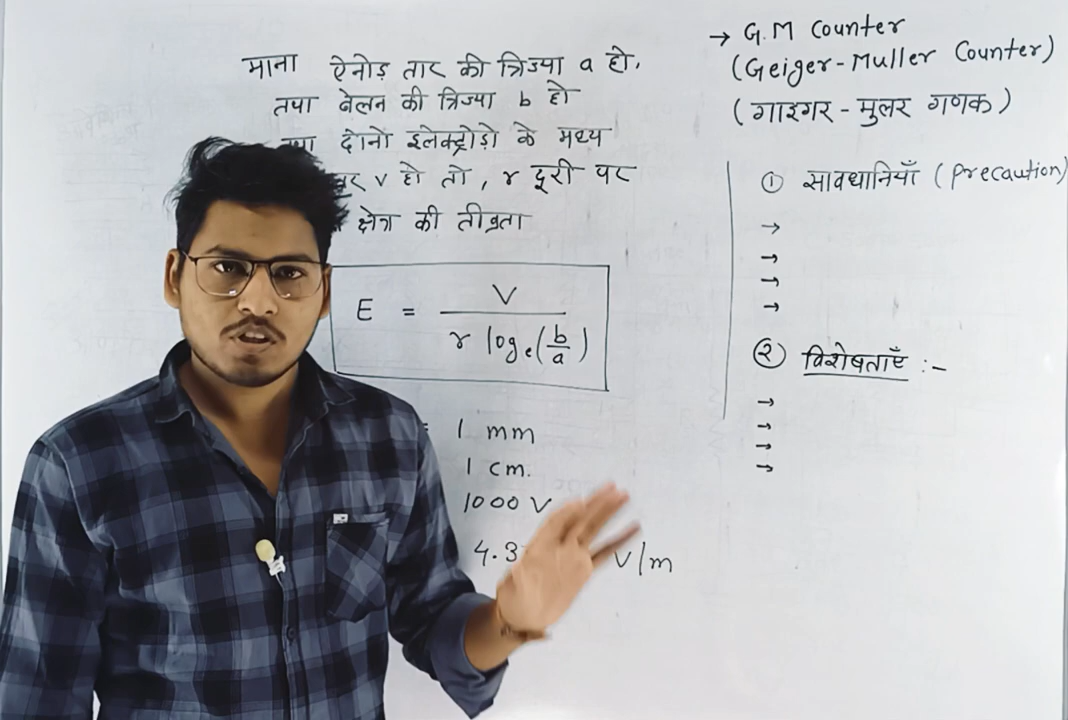 माना ऐनोड़ तार की त्रिज्या a हो,
तथा बेलन की त्रिज्या b हो
दोनो इलेक्ट्रोड़ो के मध्य
V हो तो, r दूरी पर
क्षेत्र की तीव्रता
E = V / r logₑ(b/a)
= 1 mm
1 cm.
1000 V
4.3 V/m
→ G.M Counter
(Geiger-Muller Counter)
(गाइगर-मुलर गणक)
① सावधानियाँ (Precaution)
→
→
→
→
② विशेषताएँ :-
→
→
→
→